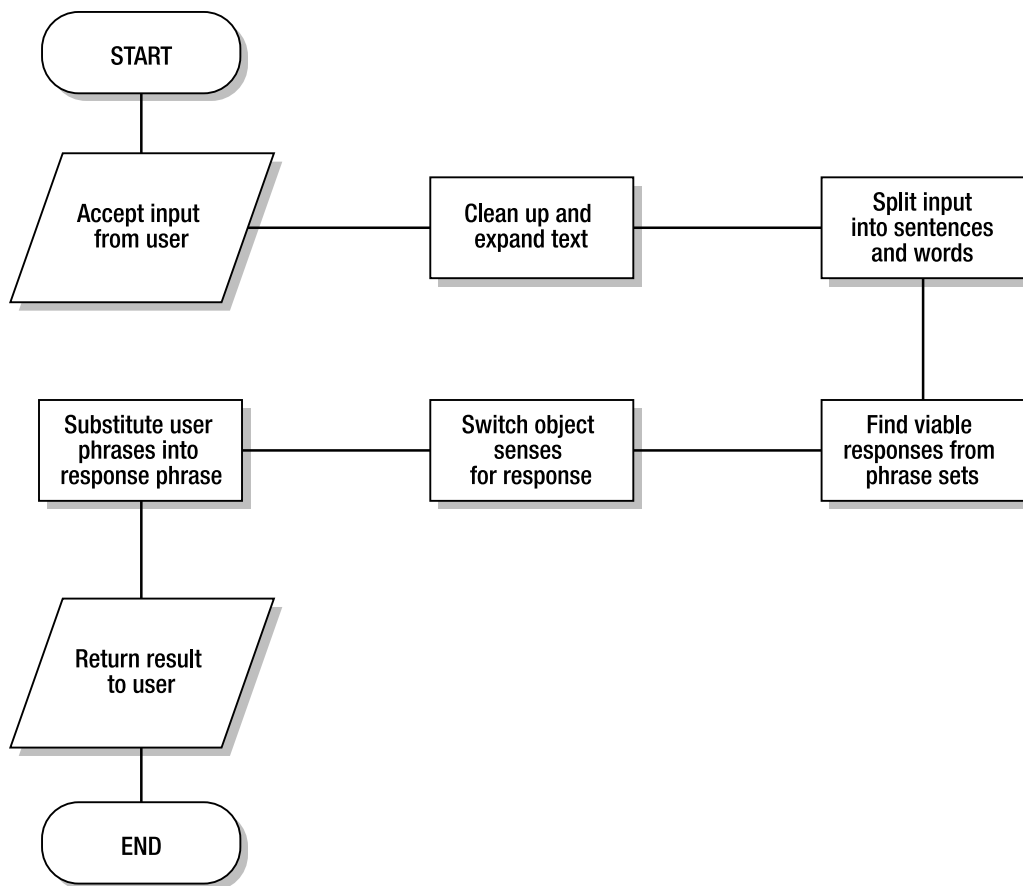 START
Accept input
from user
Clean up and
expand text
Split input
into sentences
and words
Find viable
responses from
phrase sets
Switch object
senses
for response
Substitute user
phrases into
response phrase
Return result
to user
END